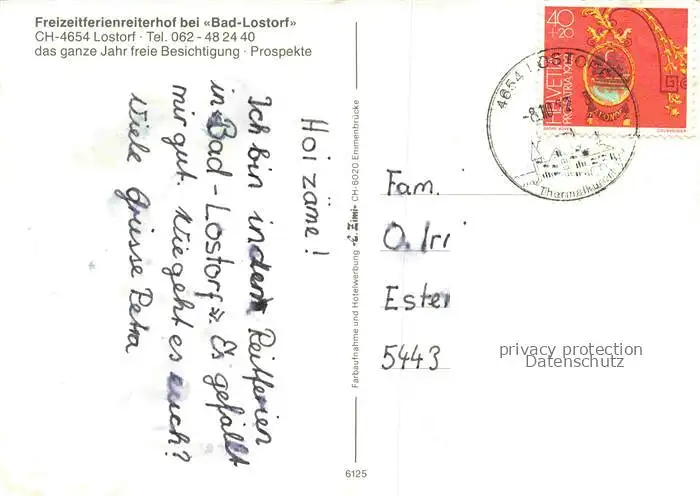 Freizeitferienreiterhof bei «Bad-Lostorf»
CH-4654 Lostorf · Tel. 062 - 48 24 40
das ganze Jahr freie Besichtigung · Prospekte
Hoi zäme!
Ich bin in den Reitferien
in «Bad-Lostorf». Es gefällt
mir gut. Wie geht es euch?
Viele Grüsse Petra
Farbaufnahme und Hotelwerbung CH-6020 Emmenbrücke
6125
40
+20
HELVETIA
PRO PATRIA
4654 LOSTORF
Fam.
O. Irr
Ester
5443
privacy protection
Datenschutz